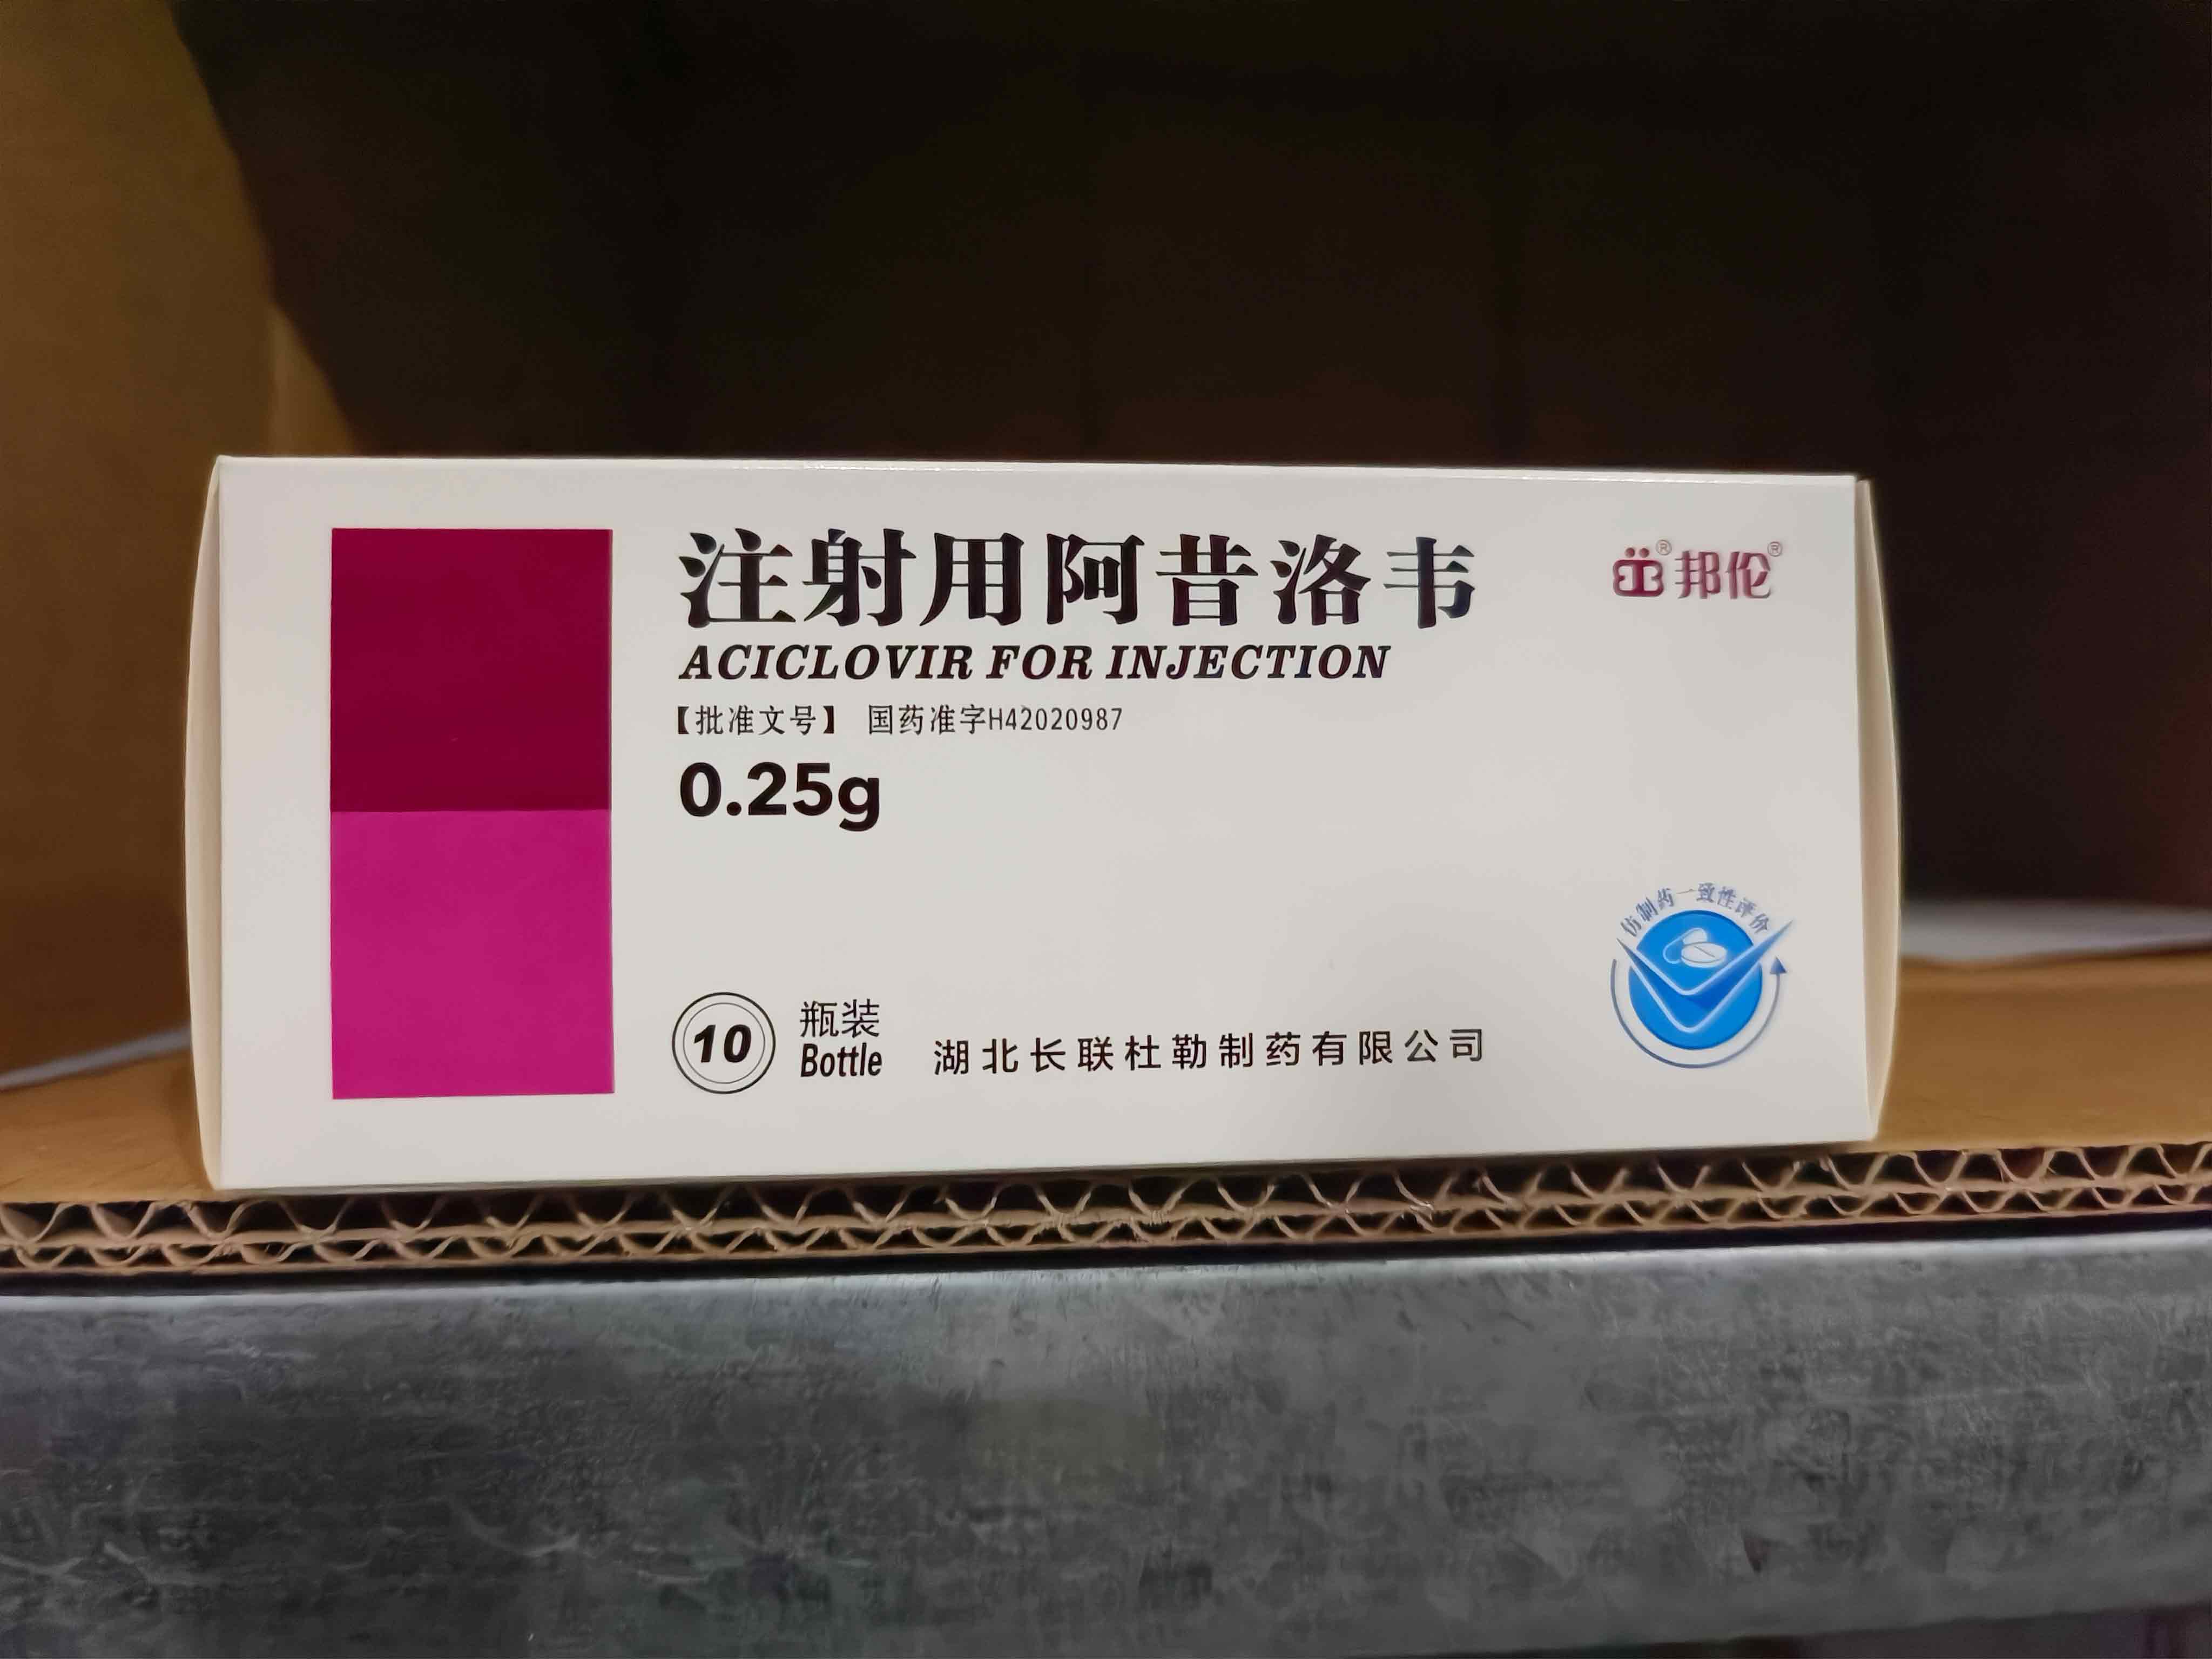 注射用阿昔洛韦
邦伦
ACICLOVIR FOR INJECTION
【批准文号】 国药准字H42020987
0.25g
仿制药一致性评价
10
瓶装
Bottle
湖北长联杜勒制药有限公司